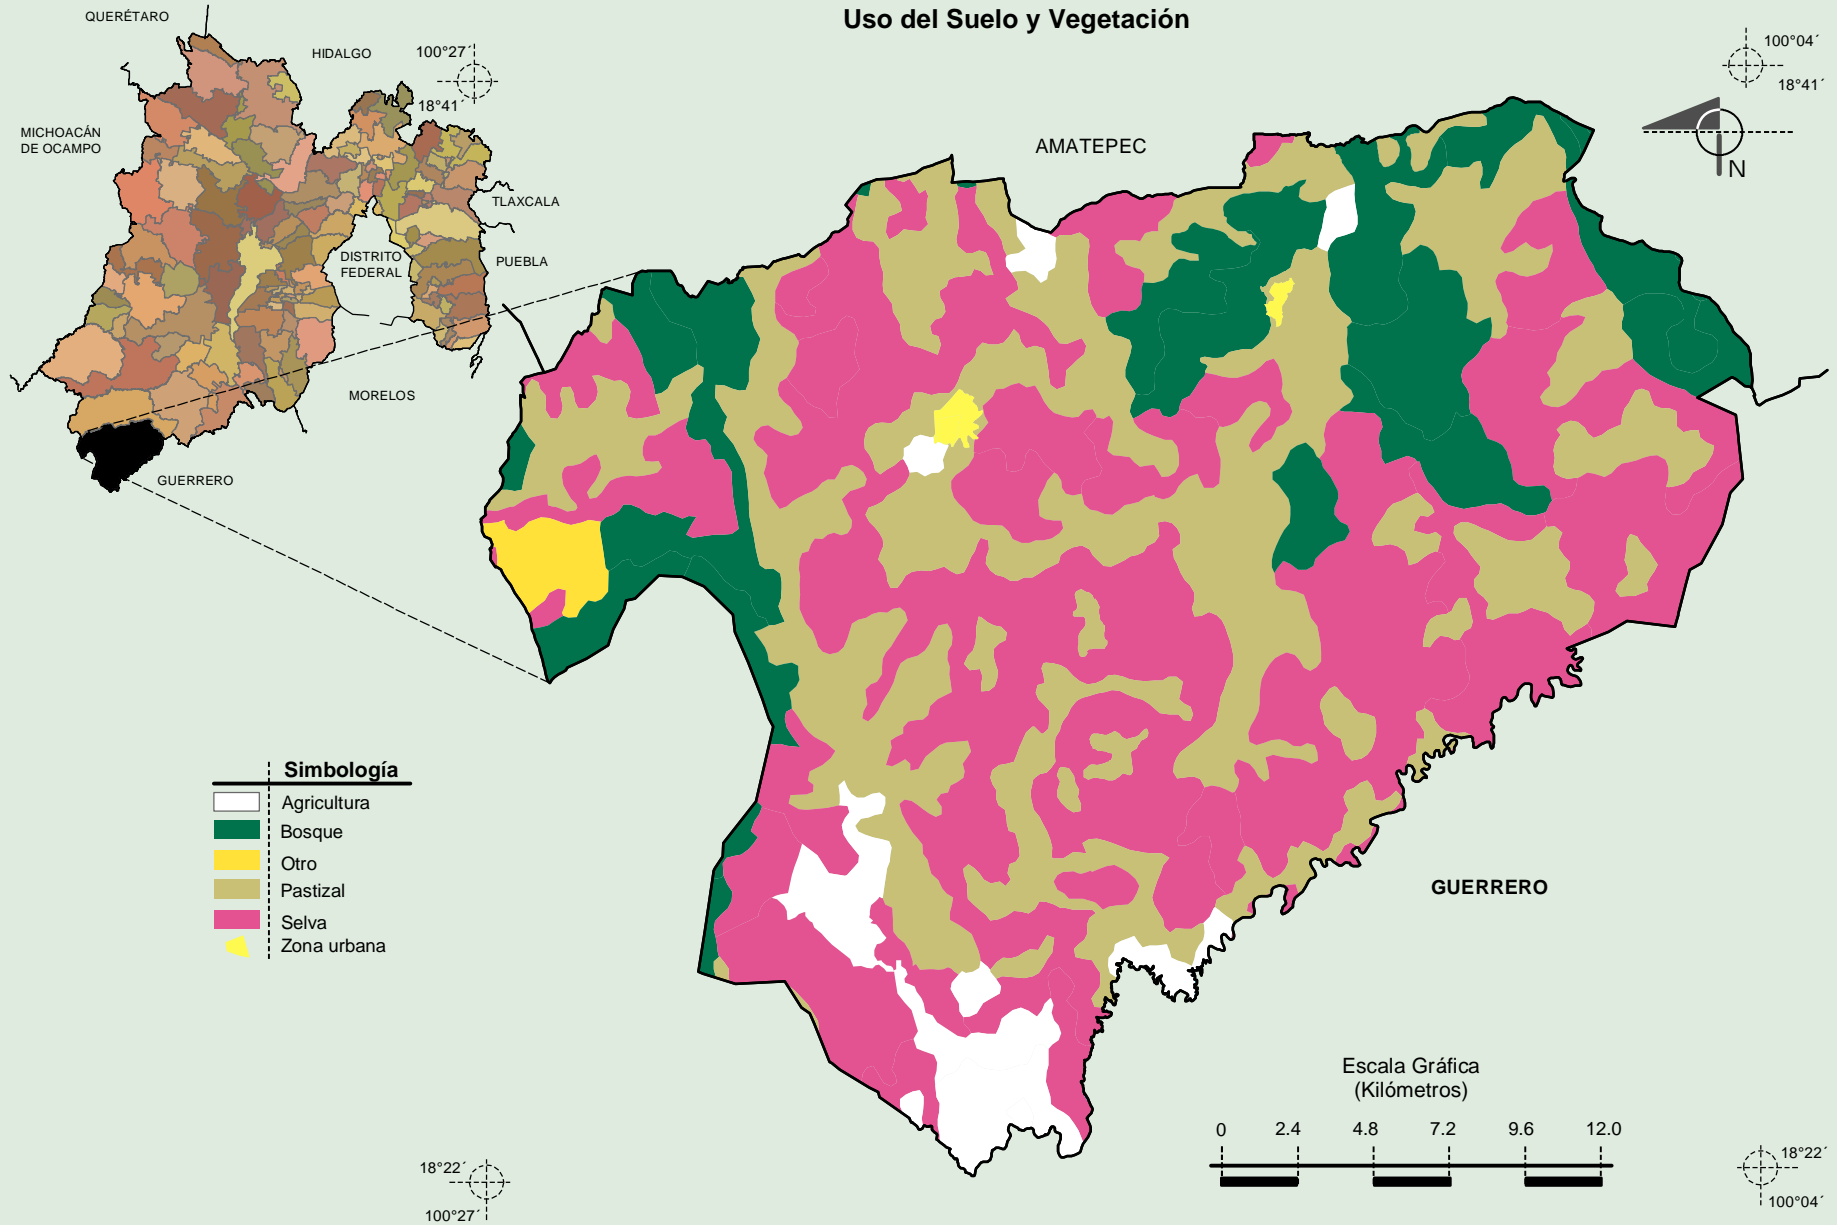 Uso del Suelo y Vegetación
QUERÉTARO
HIDALGO
100°27´
18°41´
100°04´
18°41´
MICHOACÁN
DE OCAMPO
AMATEPEC
N
TLAXCALA
DISTRITO
FEDERAL
PUEBLA
MORELOS
GUERRERO
Simbología
Agricultura
Bosque
Otro
Pastizal
Selva
Zona urbana
GUERRERO
Escala Gráfica
(Kilómetros)
0 2.4 4.8 7.2 9.6 12.0
18°22´
100°27´
18°22´
100°04´